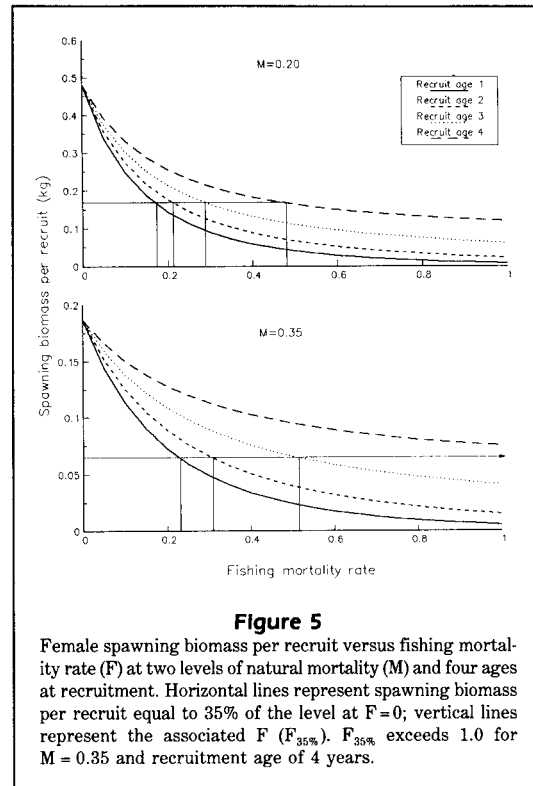 0.6
M=0.20
Recruit age 1
Recruit age 2
Recruit age 3
Recruit age 4
0.5
0.4
0.3
0.2
0.1
0
0 0.2 0.4 0.6 0.8 1
Spawning biomass per recruit (kg)
0.2
M=0.35
0.15
0.1
0.05
0
0 0.2 0.4 0.6 0.8 1
Fishing mortality rate
Figure 5
Female spawning biomass per recruit versus fishing mortal-
ity rate (F) at two levels of natural mortality (M) and four ages
at recruitment. Horizontal lines represent spawning biomass
per recruit equal to 35% of the level at F=0; vertical lines
represent the associated F (F35%). F35% exceeds 1.0 for
M = 0.35 and recruitment age of 4 years.